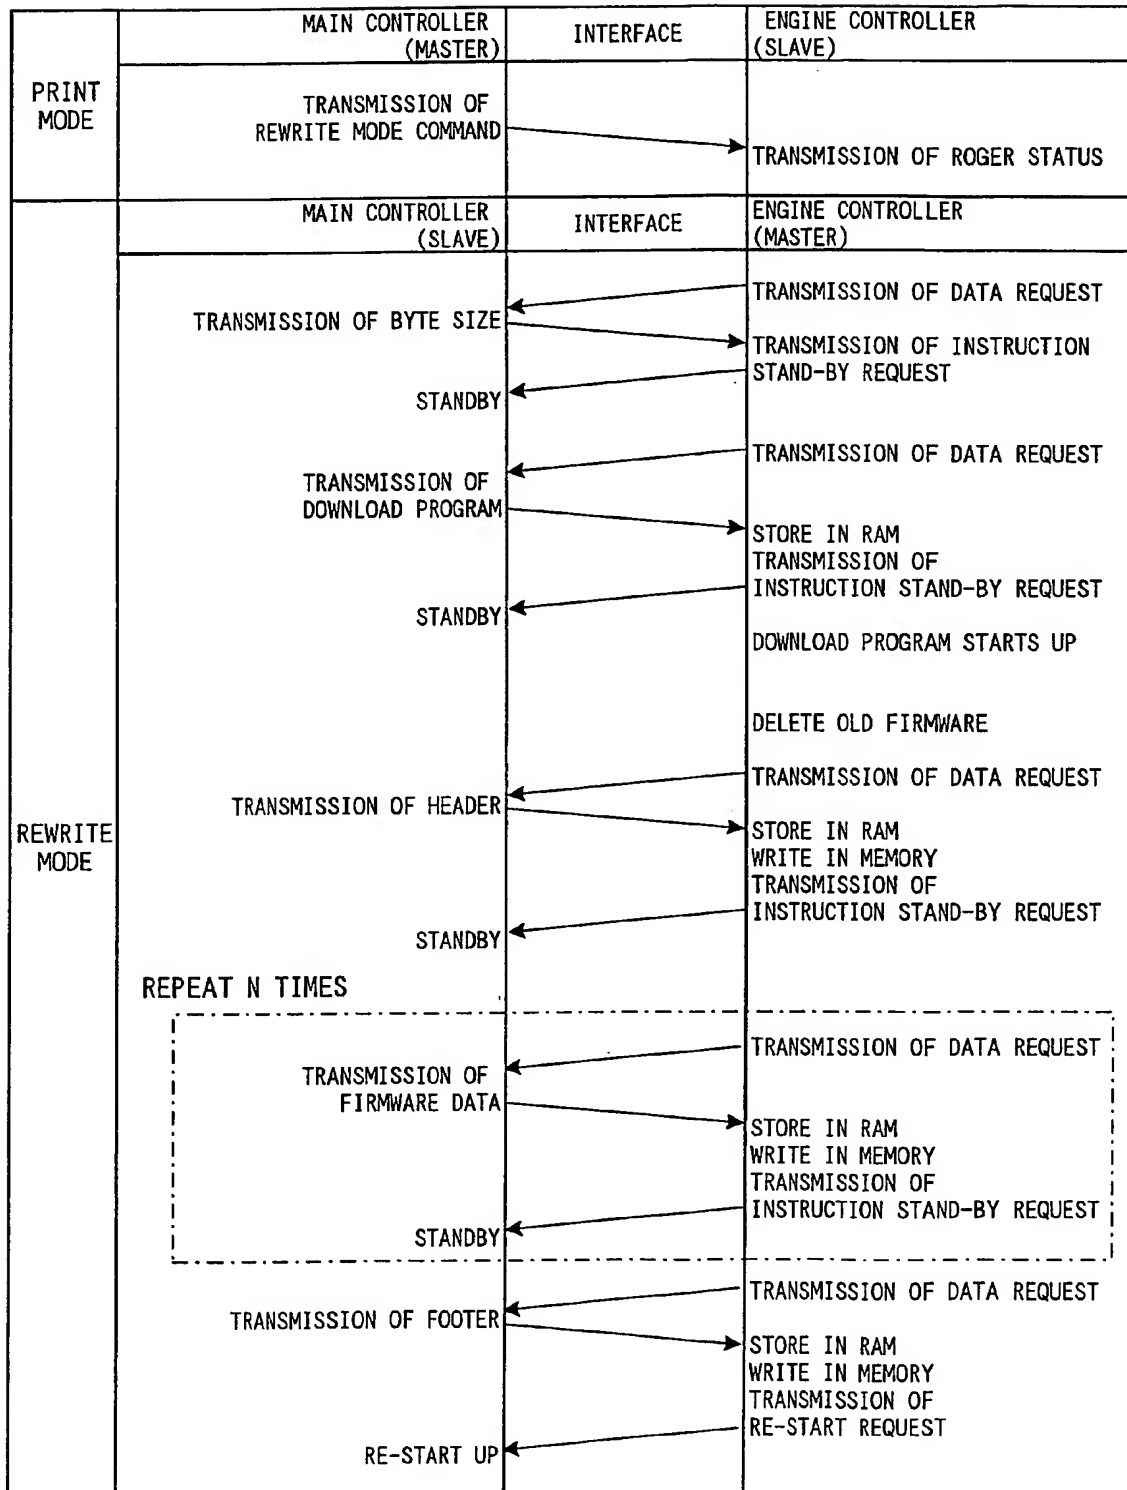 MAIN CONTROLLER
(MASTER)
INTERFACE
ENGINE CONTROLLER
(SLAVE)
PRINT
MODE
TRANSMISSION OF
REWRITE MODE COMMAND
TRANSMISSION OF ROGER STATUS
MAIN CONTROLLER
(SLAVE)
INTERFACE
ENGINE CONTROLLER
(MASTER)
TRANSMISSION OF DATA REQUEST
TRANSMISSION OF BYTE SIZE
TRANSMISSION OF INSTRUCTION
STAND-BY REQUEST
STANDBY
TRANSMISSION OF DATA REQUEST
TRANSMISSION OF
DOWNLOAD PROGRAM
STORE IN RAM
TRANSMISSION OF
INSTRUCTION STAND-BY REQUEST
STANDBY
DOWNLOAD PROGRAM STARTS UP
DELETE OLD FIRMWARE
TRANSMISSION OF DATA REQUEST
TRANSMISSION OF HEADER
REWRITE
MODE
STORE IN RAM
WRITE IN MEMORY
TRANSMISSION OF
INSTRUCTION STAND-BY REQUEST
STANDBY
REPEAT N TIMES
TRANSMISSION OF DATA REQUEST
TRANSMISSION OF
FIRMWARE DATA
STORE IN RAM
WRITE IN MEMORY
TRANSMISSION OF
INSTRUCTION STAND-BY REQUEST
STANDBY
TRANSMISSION OF DATA REQUEST
TRANSMISSION OF FOOTER
STORE IN RAM
WRITE IN MEMORY
TRANSMISSION OF
RE-START REQUEST
RE-START UP